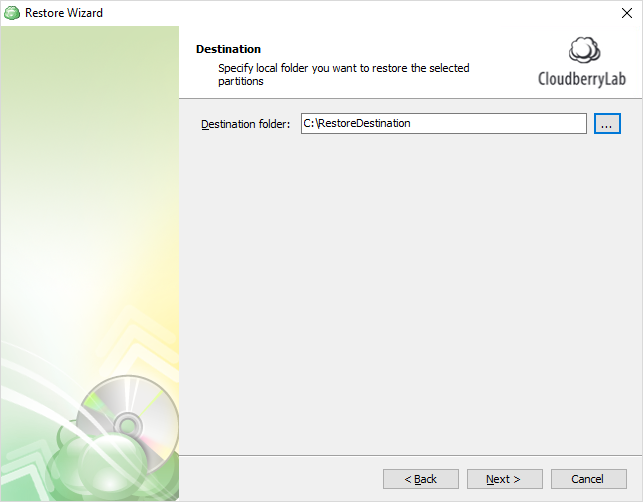 Restore Wizard
Destination
Specify local folder you want to restore the selected
partitions
CloudberryLab
Destination folder:
C:\RestoreDestination
...
< Back
Next >
Cancel